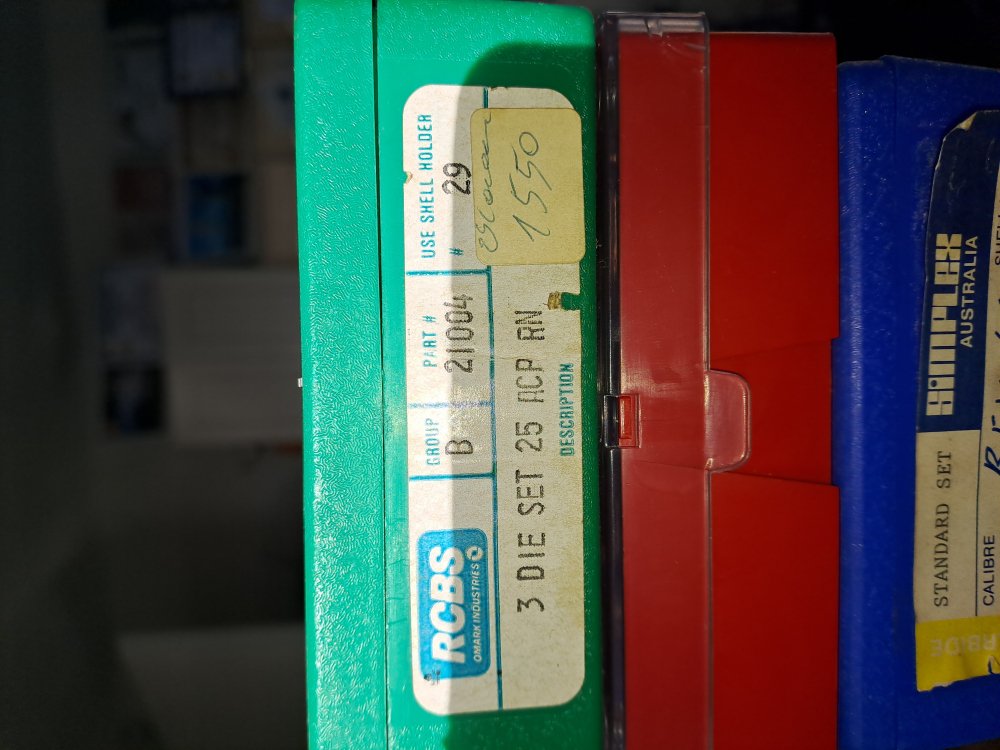 RCBS
OMARK INDUSTRIES
GROUP
B
PART #
21004
USE SHELL HOLDER
# 29
3 DIE SET 25 ACP RN
DESCRIPTION
1550
SIMPLEX
AUSTRALIA
STANDARD SET
CALIBRE
RBIDE